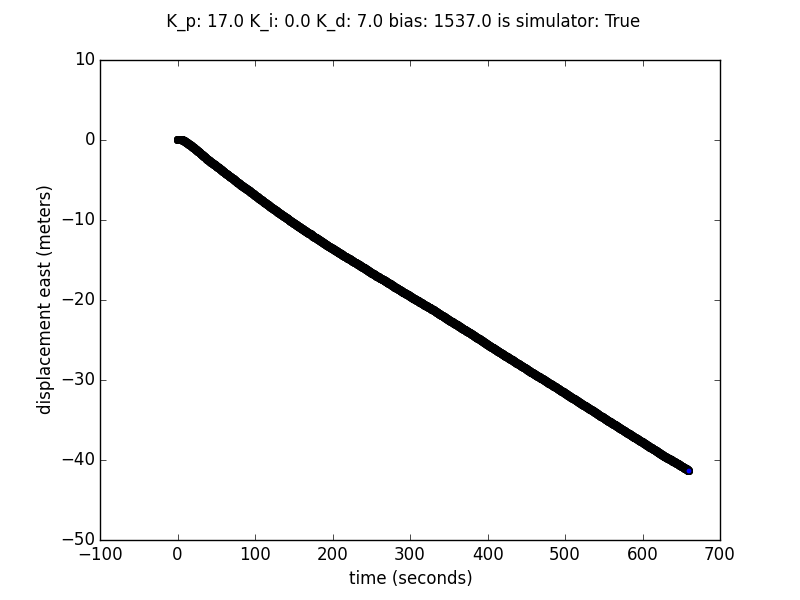 K_p: 17.0 K_i: 0.0 K_d: 7.0 bias: 1537.0 is simulator: True
10
0
−10
−20
−30
−40
−50
displacement east (meters)
−100 0 100 200 300 400 500 600 700
time (seconds)